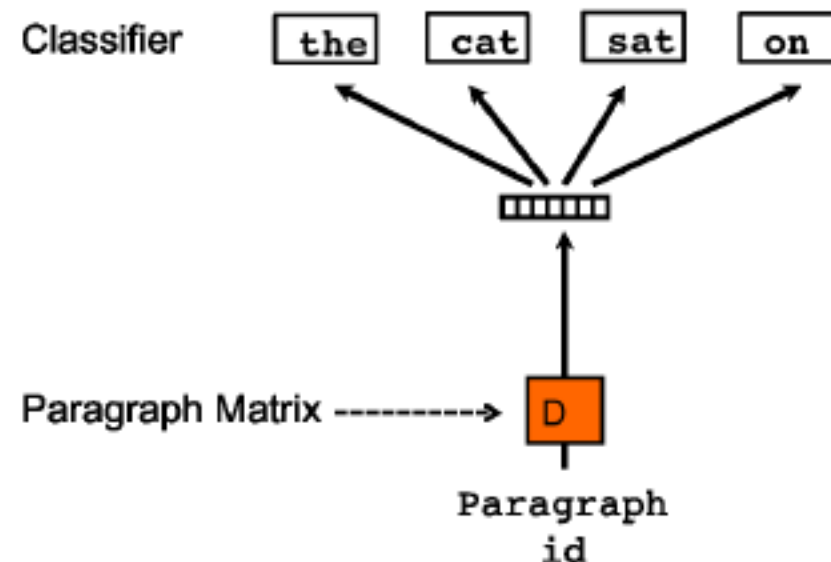 Classifier the cat sat on
Paragraph Matrix D
Paragraph
id